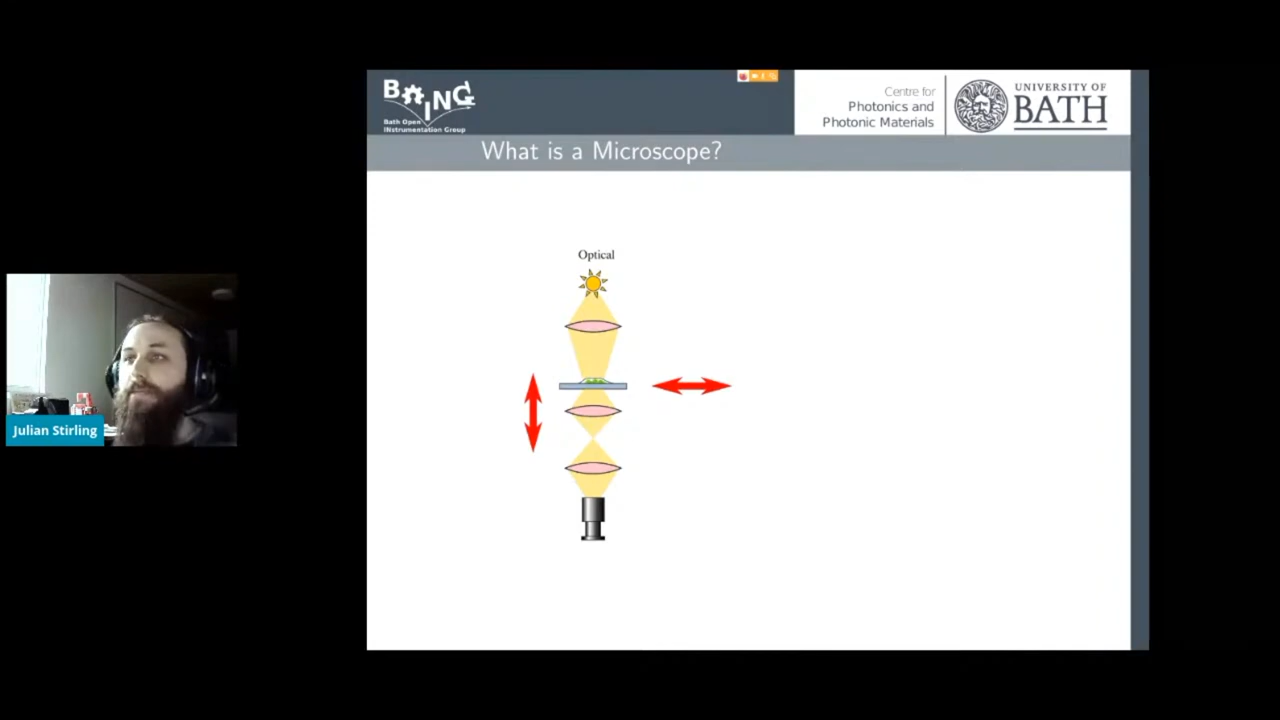 BOING
Bath Open
INstrumentation Group
Centre for
Photonics and
Photonic Materials
UNIVERSITY OF
BATH
What is a Microscope?
Optical
Julian Stirling